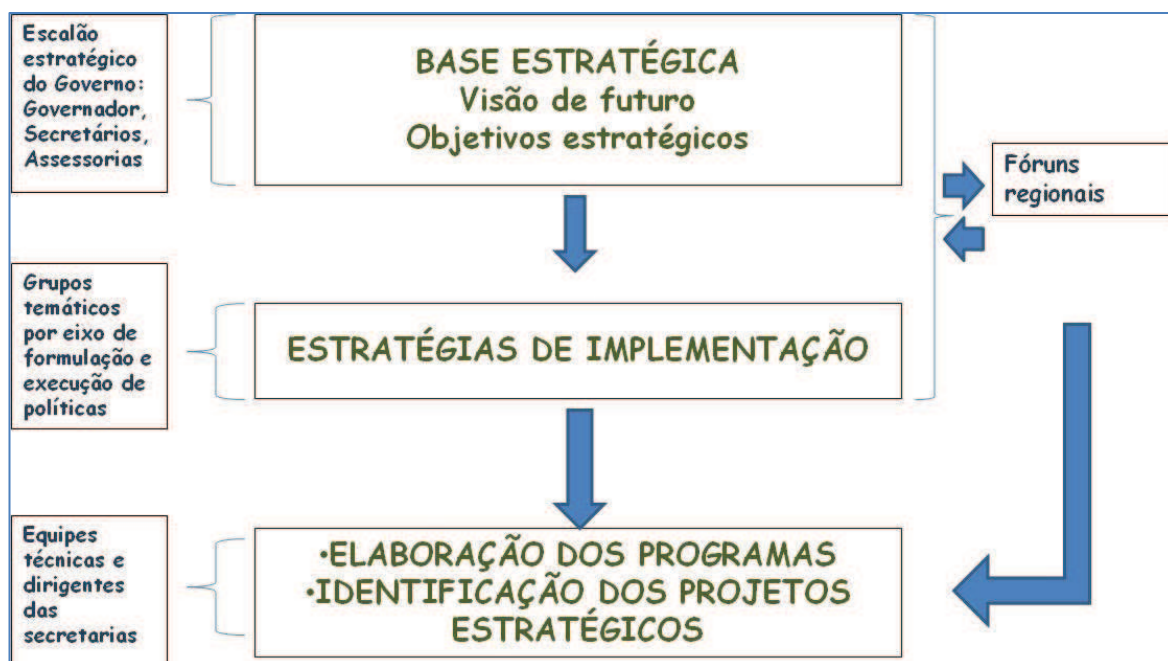 Escalão
estratégico
do Governo:
Governador,
Secretários,
Assessorias
BASE ESTRATÉGICA
Visão de futuro
Objetivos estratégicos
Fóruns
regionais
Grupos
temáticos
por eixo de
formulação e
execução de
políticas
ESTRATÉGIAS DE IMPLEMENTAÇÃO
Equipes
técnicas e
dirigentes
das
secretarias
•ELABORAÇÃO DOS PROGRAMAS
•IDENTIFICAÇÃO DOS PROJETOS
ESTRATÉGICOS